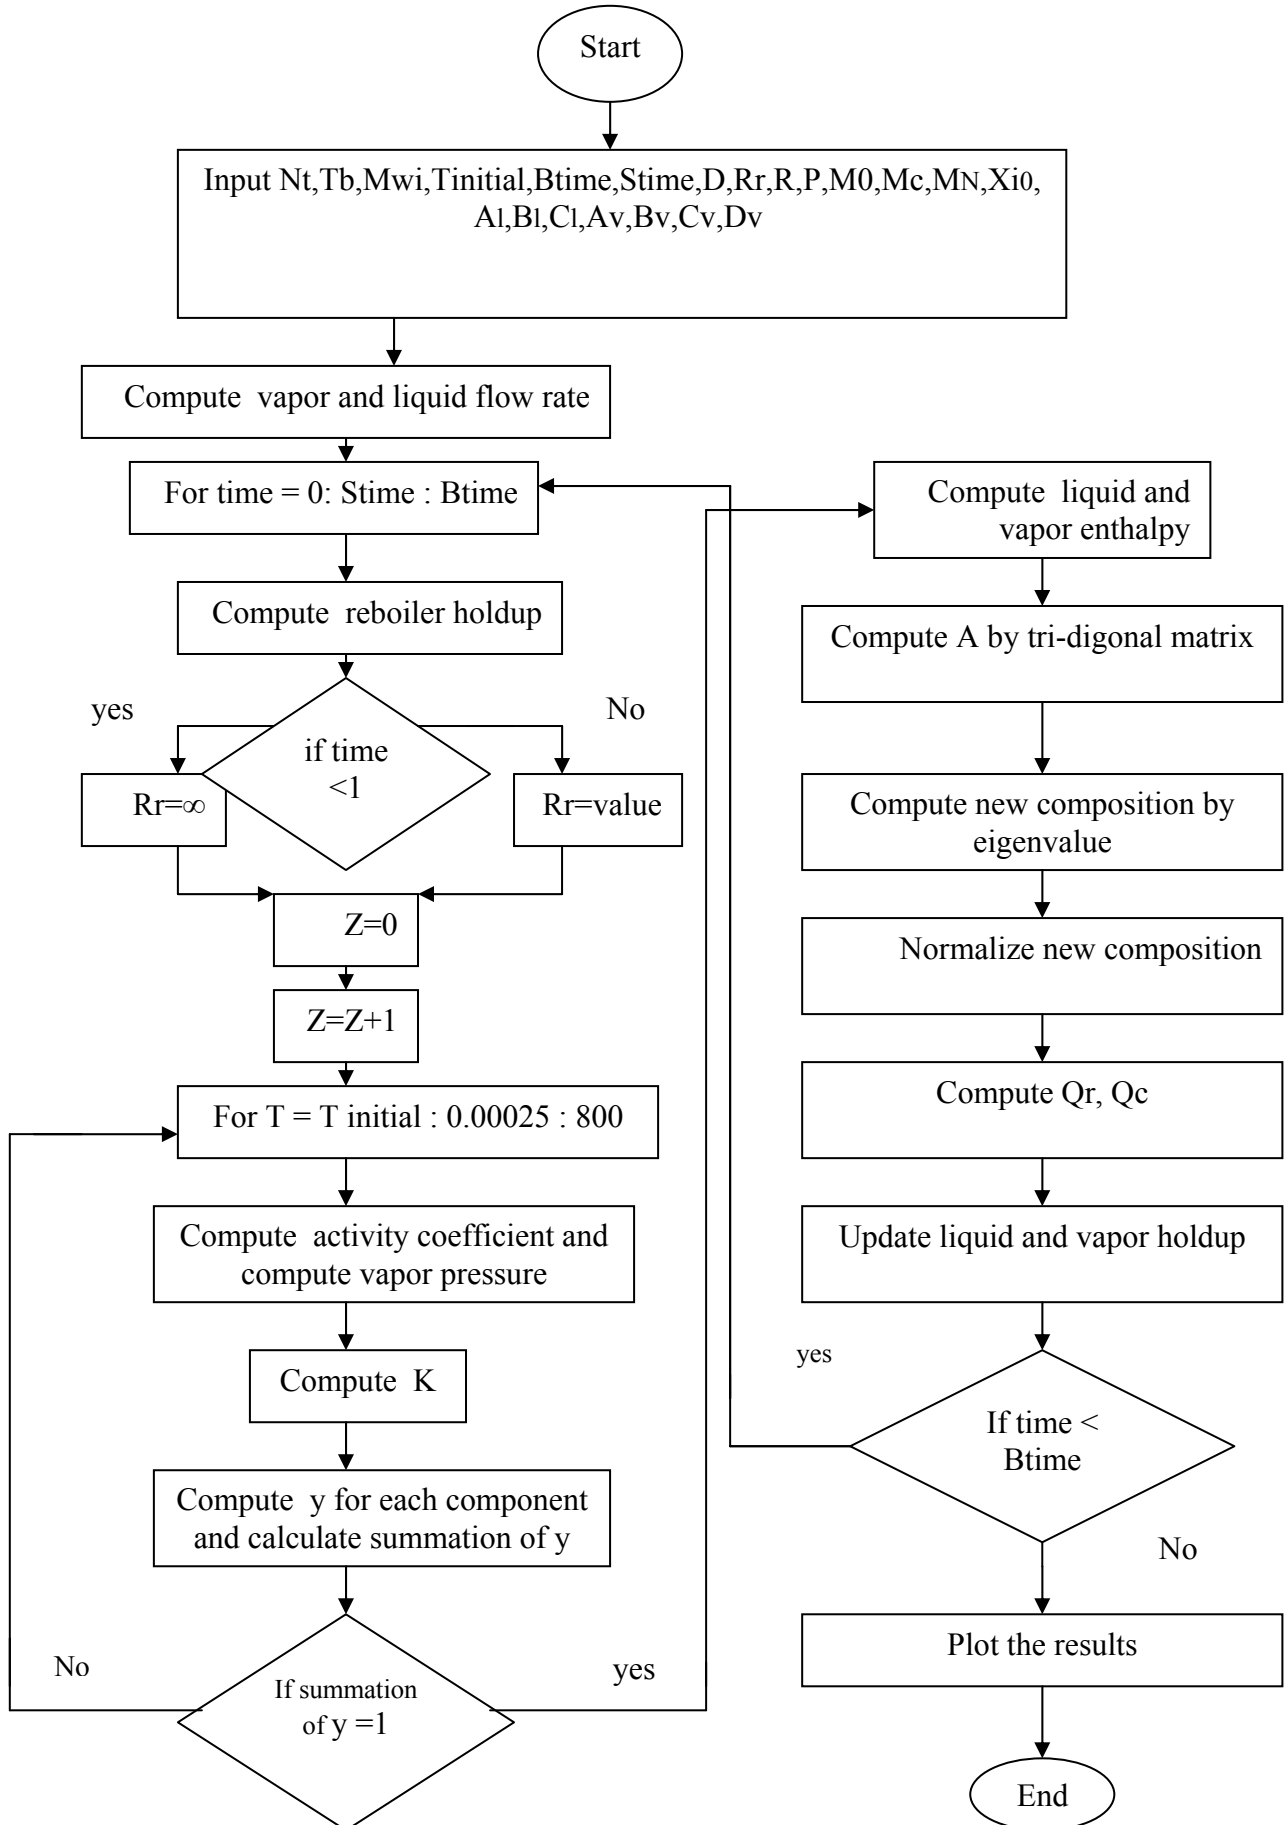 Start
Input Nt,Tb,Mwi,Tinitial,Btime,Stime,D,Rr,R,P,M0,Mc,MN,Xi0,
Al,Bl,Cl,Av,Bv,Cv,Dv
Compute vapor and liquid flow rate
For time = 0: Stime : Btime
Compute reboiler holdup
yes
No
if time
<1
Rr=∞
Rr=value
Z=0
Z=Z+1
For T = T initial : 0.00025 : 800
Compute activity coefficient and
compute vapor pressure
Compute K
Compute y for each component
and calculate summation of y
No
yes
If summation
of y =1
Compute liquid and
vapor enthalpy
Compute A by tri-digonal matrix
Compute new composition by
eigenvalue
Normalize new composition
Compute Qr, Qc
Update liquid and vapor holdup
yes
If time <
Btime
No
Plot the results
End